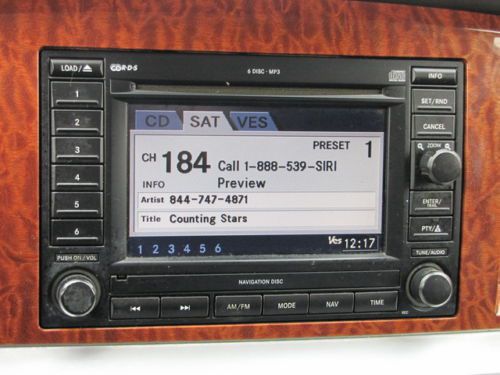 LOAD/
R·D·S
6 DISC · MP3
INFO
1
2
3
4
5
6
CD SAT VES
PRESET 1
CH 184 Call 1-888-539-SIRI
INFO Preview
Artist 844-747-4871
Title Counting Stars
1 2 3 4 5 6
Ves 12:17
SET/RND
CANCEL
ZOOM
ENTER/
PTY/
PUSH ON/VOL
TUNE/AUDIO
NAVIGATION DISC
AM/FM
MODE
NAV
TIME